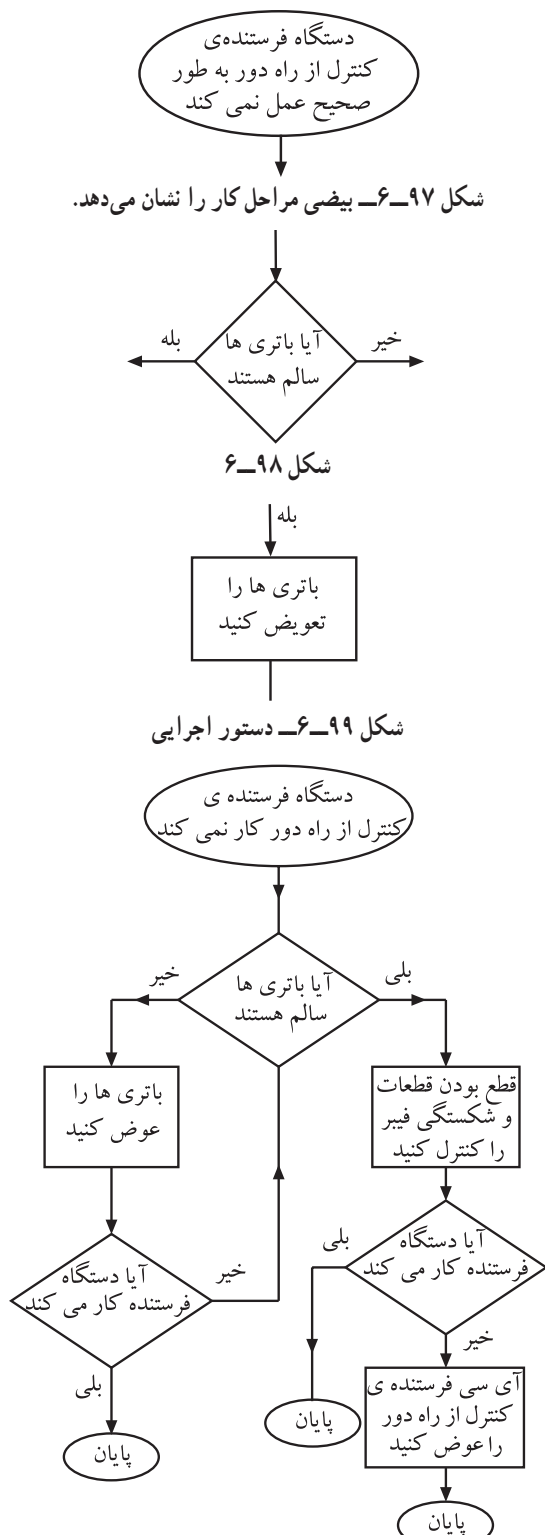 دستگاه فرستنده‌ی
کنترل از راه دور به طور
صحیح عمل نمی کند
شکل ۹۷ــ۶ــ بیضی مراحل کار را نشان می‌دهد.
خیر
بله
آیا باتری ها
سالم هستند
شکل ۹۸ــ۶
بله
باتری ها را
تعویض کنید
شکل ۹۹ــ۶ــ دستور اجرایی
دستگاه فرستنده ی
کنترل از راه دور کار نمی کند
آیا باتری ها
سالم هستند
بلی
خیر
قطع بودن قطعات
و شکستگی فیبر
را کنترل کنید
باتری ها را
عوض کنید
آیا دستگاه
فرستنده کار می کند
بلی
خیر
آیا دستگاه
فرستنده کار می کند
خیر
بلی
آی سی فرستنده ی
کنترل از راه دور
را عوض کنید
پایان
پایان
پایان